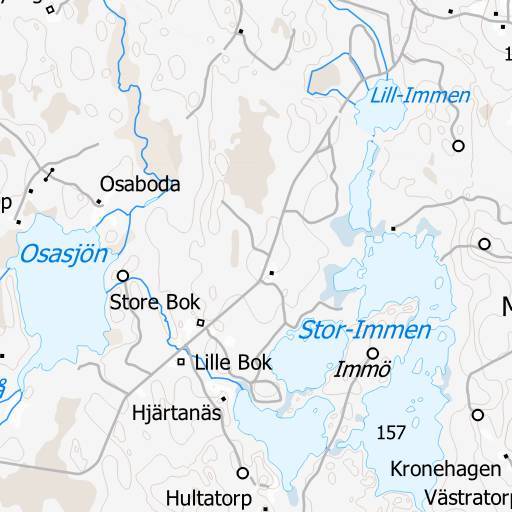 Lill-Immen
Osaboda
Osasjön
Store Bok
Stor-Immen
Lille Bok
Immö
Hjärtanäs
157
Kronehagen
Hultatorp
Västratorp